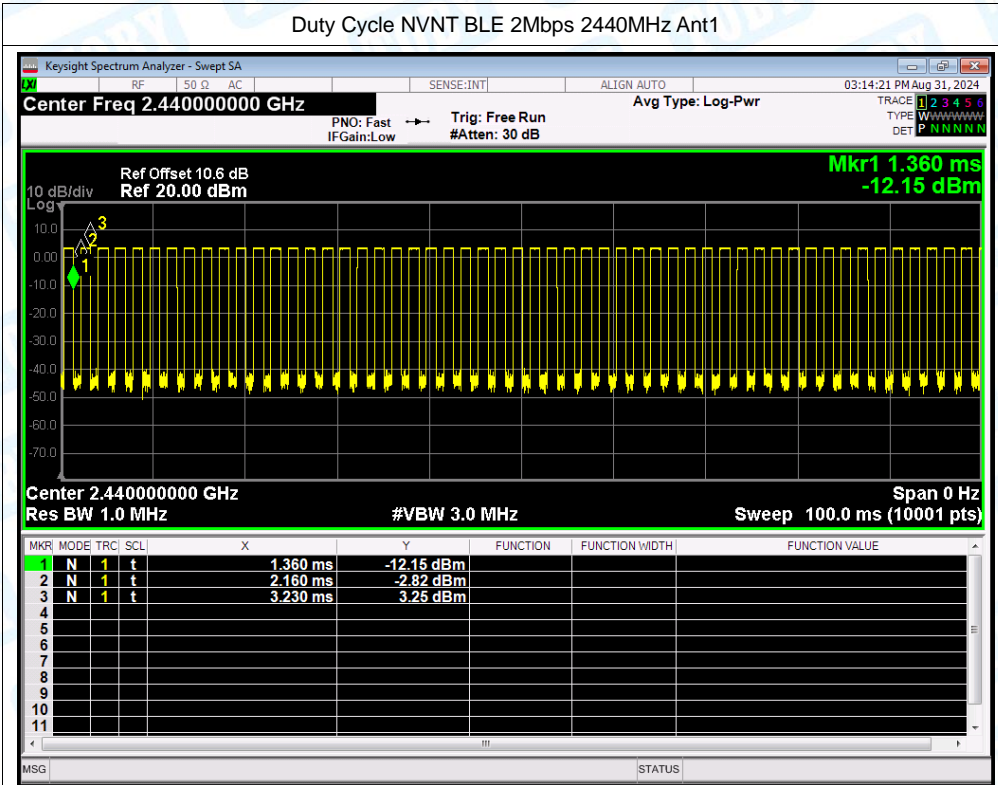 Duty Cycle NVNT BLE 2Mbps 2440MHz Ant1
Keysight Spectrum Analyzer - Swept SA
LXI RF 50 Ω AC SENSE:INT ALIGN AUTO 03:14:21 PM Aug 31, 2024
Center Freq 2.440000000 GHz Avg Type: Log-Pwr TRACE 1 2 3 4 5 6
PNO: Fast Trig: Free Run TYPE WWWWWW
IFGain:Low #Atten: 30 dB DET P N N N N N
Mkr1 1.360 ms
Ref Offset 10.6 dB
10 dB/div Ref 20.00 dBm -12.15 dBm
Log
10.0
0.00
-10.0
-20.0
-30.0
-40.0
-50.0
-60.0
-70.0
3
2
1
Center 2.440000000 GHz Span 0 Hz
Res BW 1.0 MHz #VBW 3.0 MHz Sweep 100.0 ms (10001 pts)
MKR MODE TRC SCL X Y FUNCTION FUNCTION WIDTH FUNCTION VALUE
1 N 1 t 1.360 ms -12.15 dBm
2 N 1 t 2.160 ms -2.82 dBm
3 N 1 t 3.230 ms 3.25 dBm
4
5
6
7
8
9
10
11
MSG STATUS